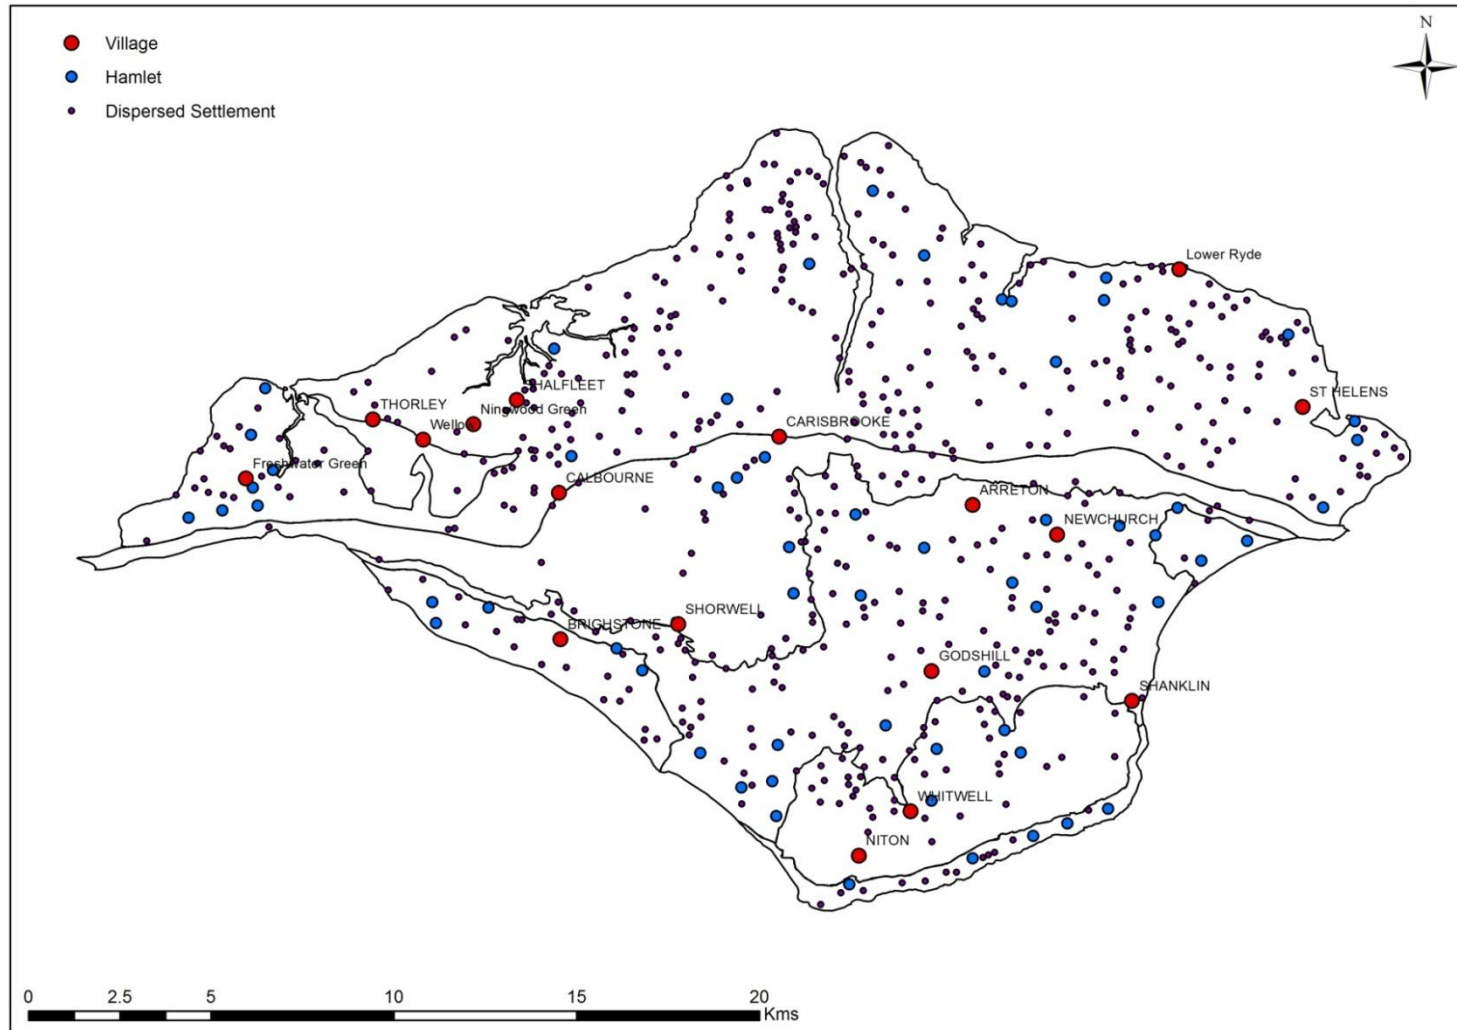 N
Village
Hamlet
Dispersed Settlement
Lower Ryde
SHALFLEET
THORLEY
Ningwood Green
Wellow
ST HELENS
CARISBROOKE
Freshwater Green
CALBOURNE
ARRETON
NEWCHURCH
SHORWELL
BRIGHSTONE
GODSHILL
SHANKLIN
WHITWELL
NITON
0 2.5 5 10 15 20
Kms